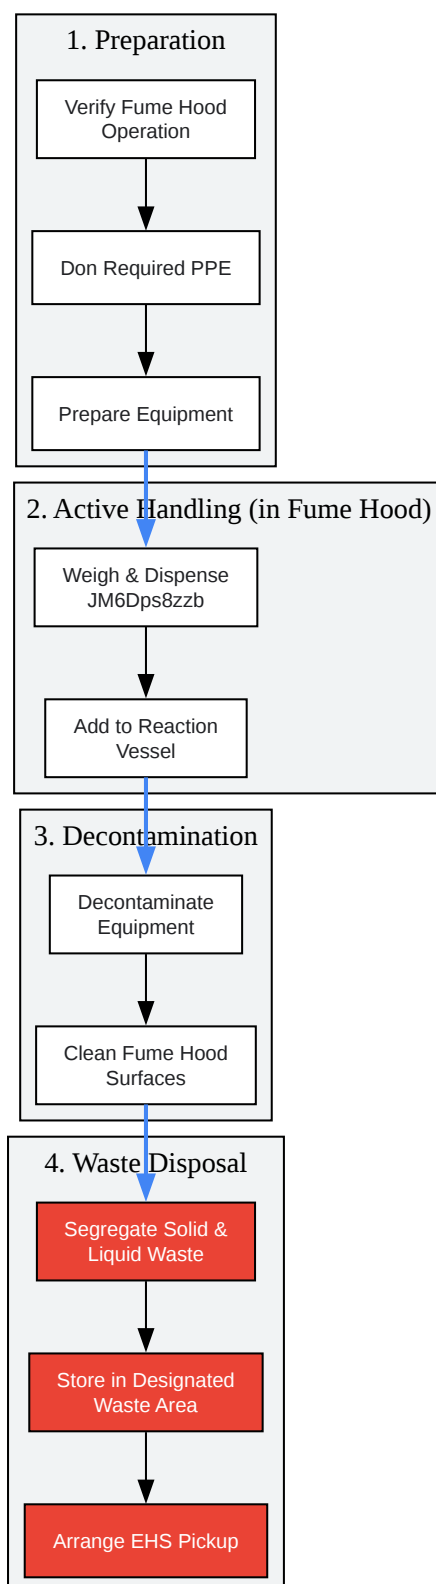 1. Preparation
Verify Fume Hood
Operation
Don Required PPE
Prepare Equipment
2. Active Handling (in Fume Hood)
Weigh & Dispense
JM6Dps8zzb
Add to Reaction
Vessel
3. Decontamination
Decontaminate
Equipment
Clean Fume Hood
Surfaces
4. Waste Disposal
Segregate Solid &
Liquid Waste
Store in Designated
Waste Area
Arrange EHS Pickup